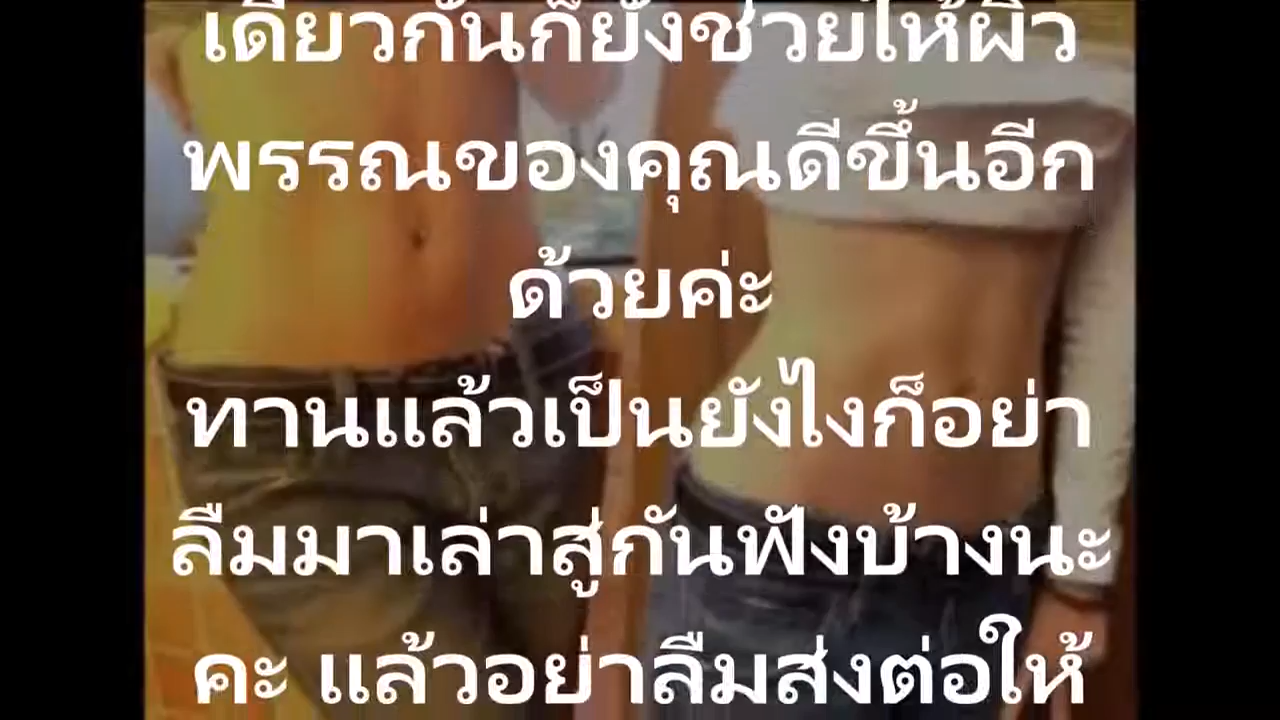 เดียวกันก็ยังช่วยให้ผิว
พรรณของคุณดีขึ้นอีก
ด้วยค่ะ
ทานแล้วเป็นยังไงก็อย่า
ลืมมาเล่าสู่กันฟังบ้างนะ
คะ แล้วอย่าลืมส่งต่อให้